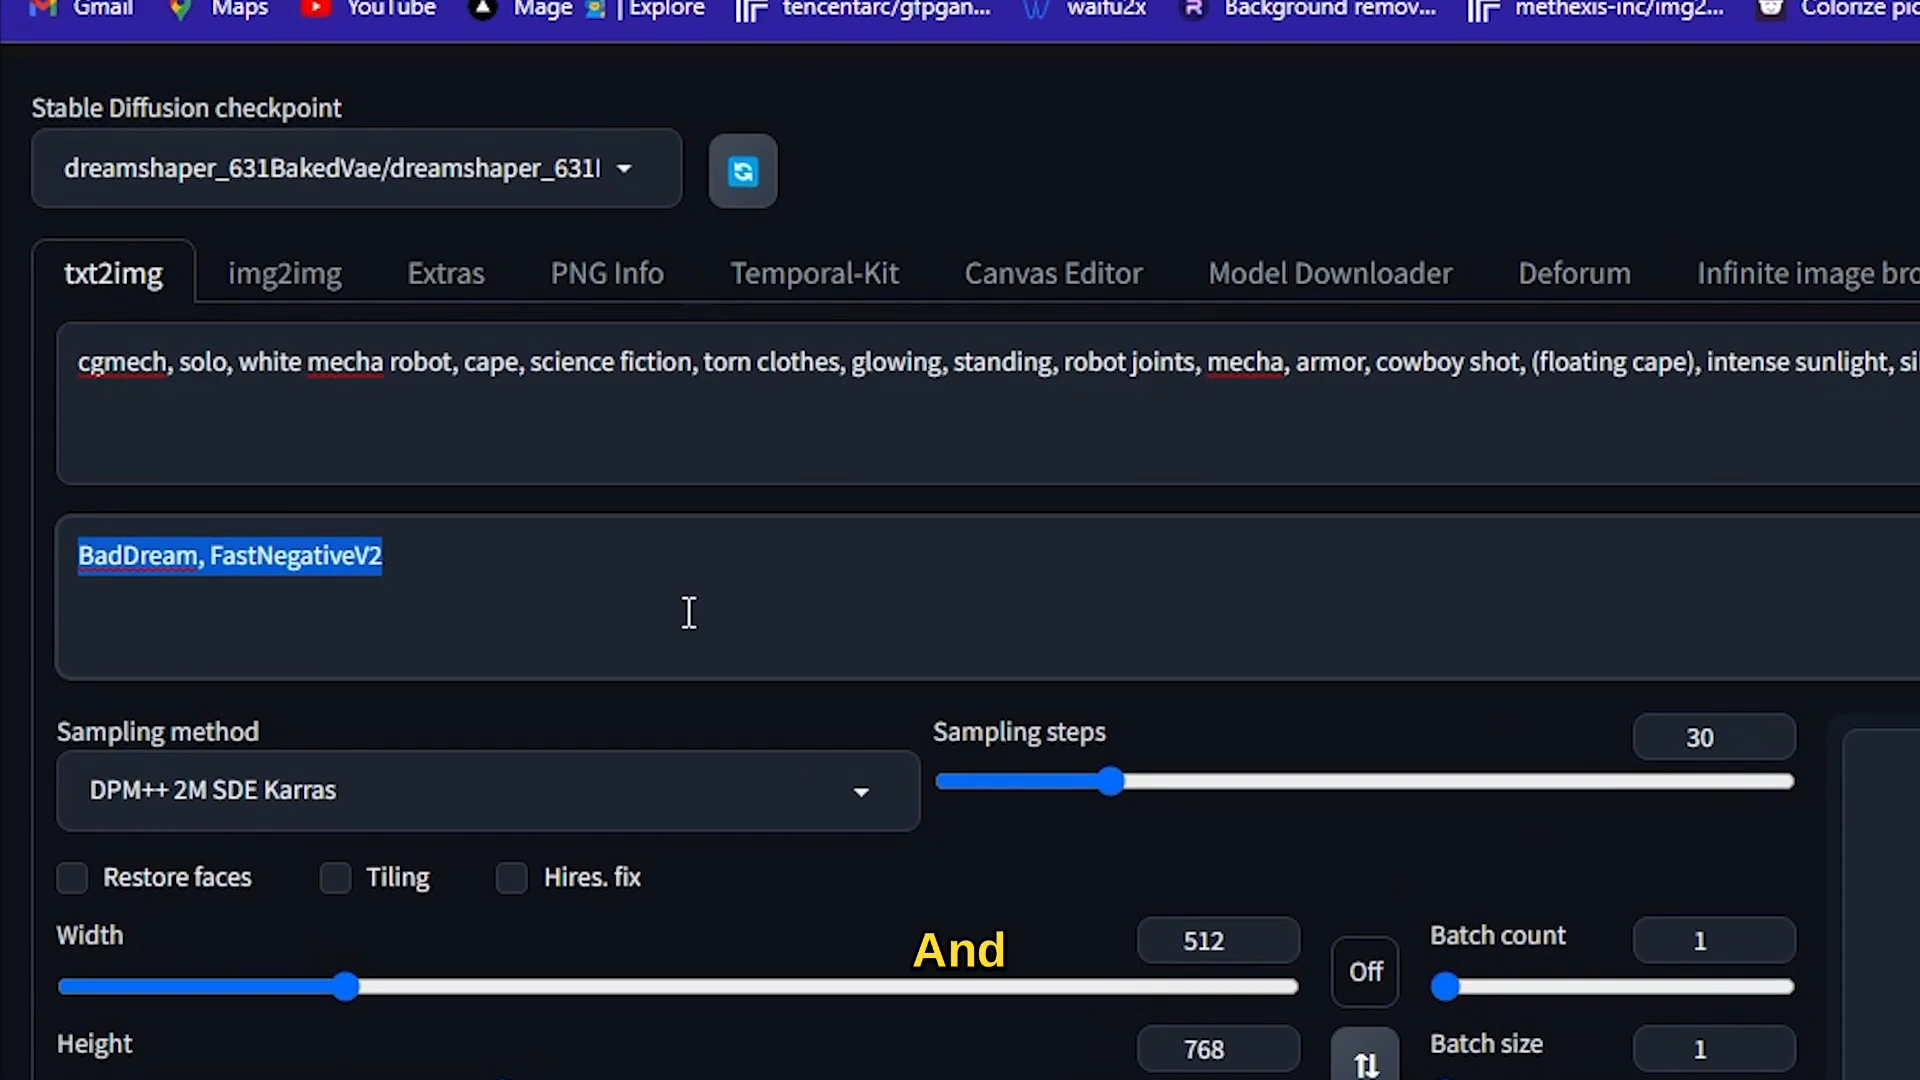 Gmail Maps YouTube Mage | Explore tencentarc/gfpgan... waifu2x Background remov... methexis-inc/img2... Colorize pic
Stable Diffusion checkpoint
dreamshaper_631BakedVae/dreamshaper_631
txt2img img2img Extras PNG Info Temporal-Kit Canvas Editor Model Downloader Deforum Infinite image bro
cgmech, solo, white mecha robot, cape, science fiction, torn clothes, glowing, standing, robot joints, mecha, armor, cowboy shot, (floating cape), intense sunlight,
BadDream, FastNegativeV2
Sampling method Sampling steps 30
DPM++ 2M SDE Karras
Restore faces Tiling Hires. fix
Width 512 Off Batch count 1
And
Height 768 Batch size 1